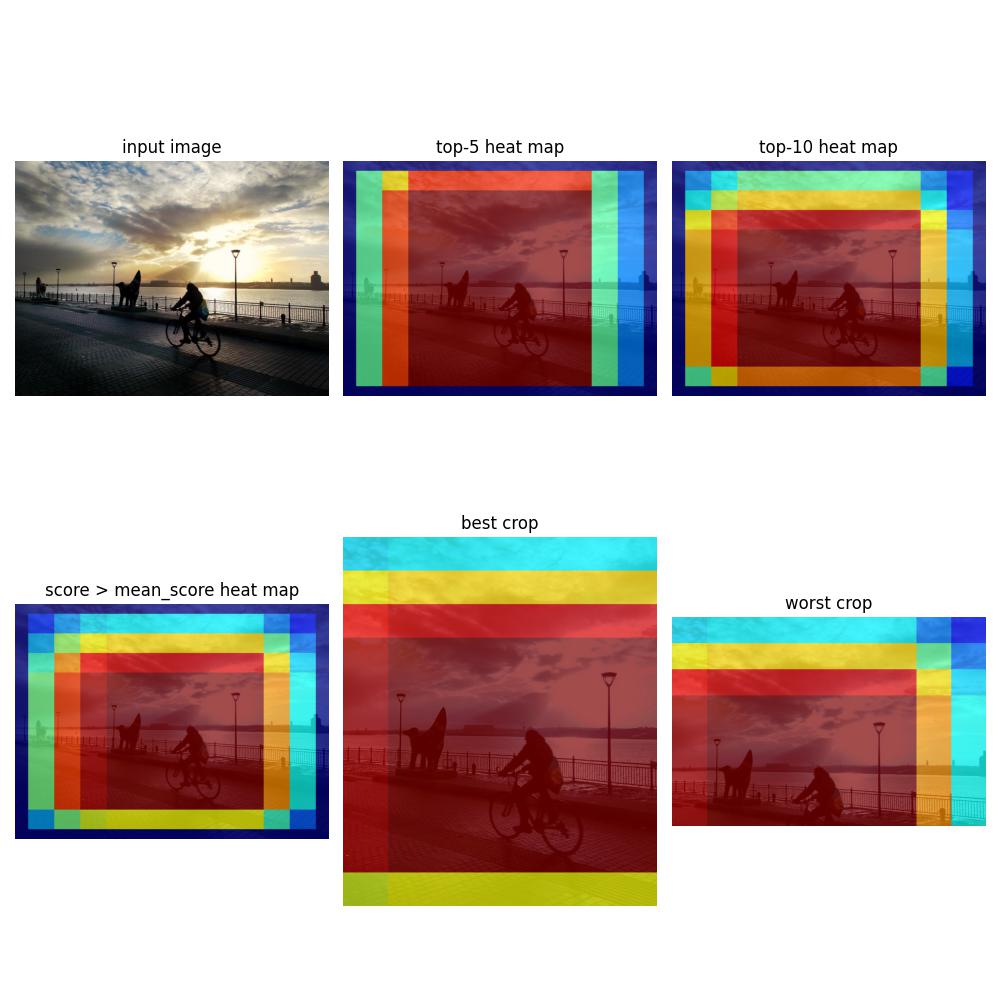 input image
top-5 heat map
top-10 heat map
score > mean_score heat map
best crop
worst crop